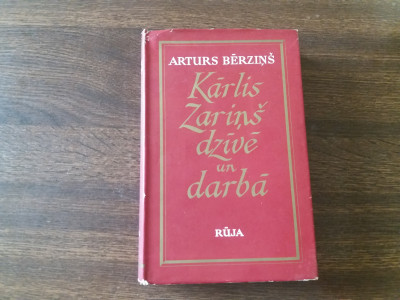 ARTURS BĒRZIŅŠ
Kārlis
Zariņš
dzīvē
un
darbā
RŪJA